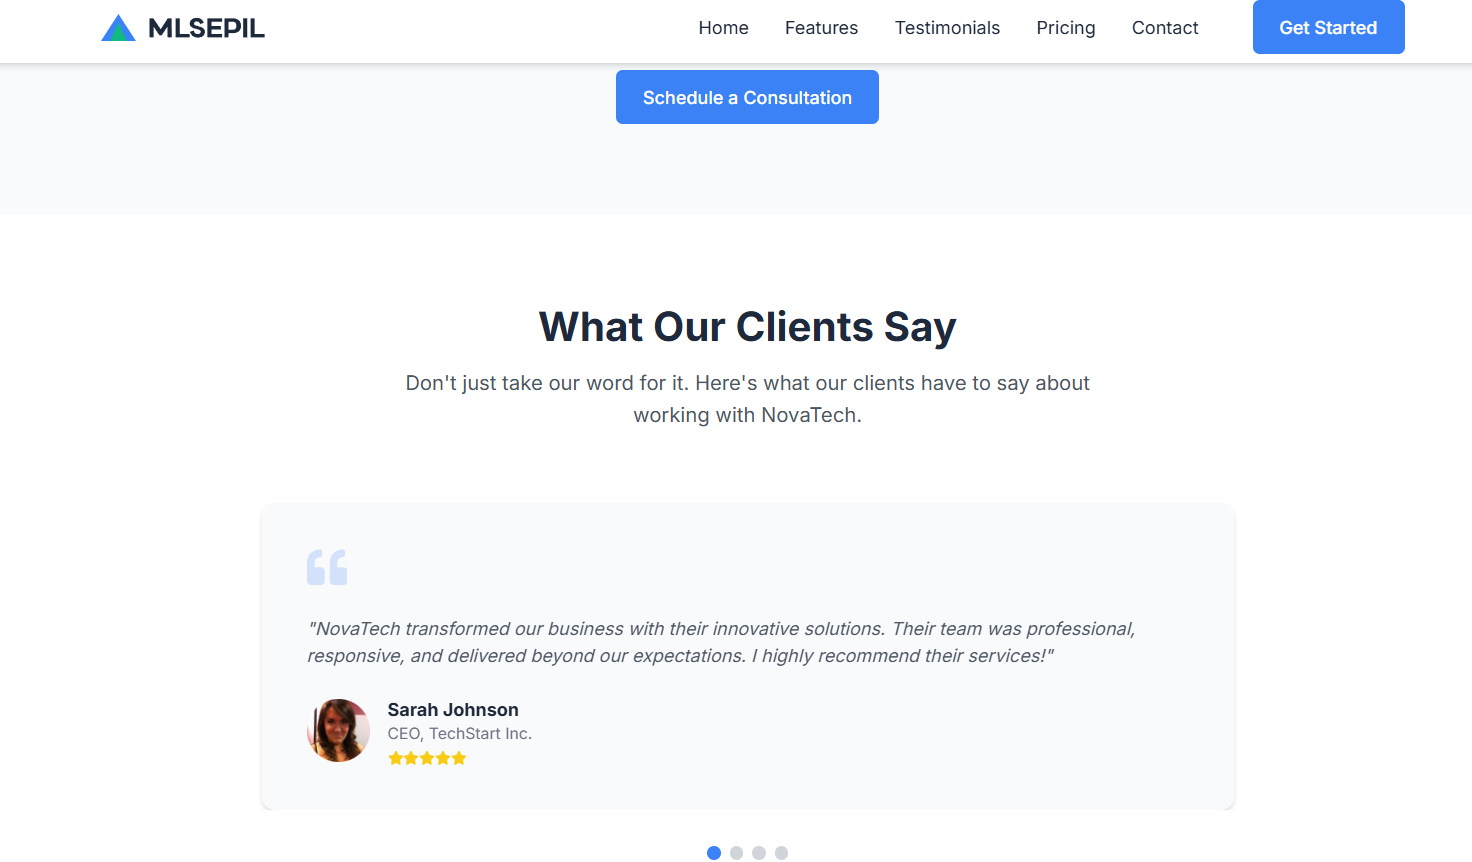 MLSEPIL
Home
Features
Testimonials
Pricing
Contact
Get Started
Schedule a Consultation
What Our Clients Say
Don't just take our word for it. Here's what our clients have to say about
working with NovaTech.
"NovaTech transformed our business with their innovative solutions. Their team was professional,
responsive, and delivered beyond our expectations. I highly recommend their services!"
Sarah Johnson
CEO, TechStart Inc.